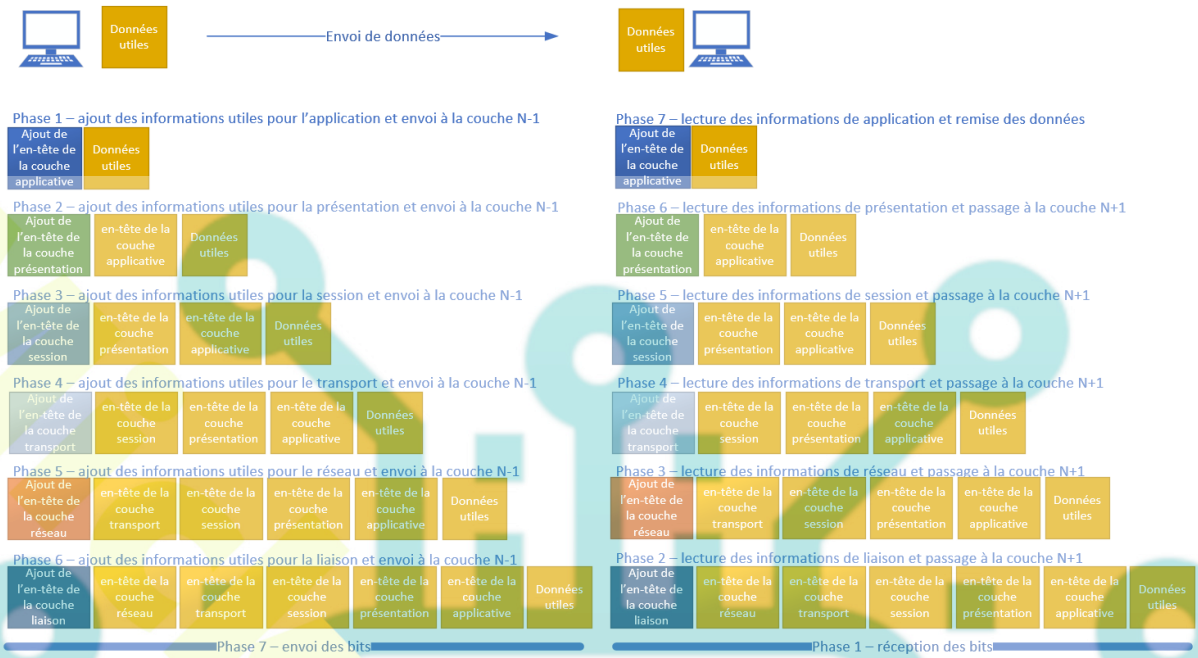 Données
utiles
Envoi de données
Données
utiles
Phase 1 – ajout des informations utiles pour l’application et envoi à la couche N-1
Ajout de
l’en-tête de
la couche
applicative
Données
utiles
Phase 2 – ajout des informations utiles pour la présentation et envoi à la couche N-1
Ajout de
l’en-tête de
la couche
présentation
en-tête de la
couche
applicative
Données
utiles
Phase 3 – ajout des informations utiles pour la session et envoi à la couche N-1
Ajout de
l’en-tête de
la couche
session
en-tête de la
couche
présentation
en-tête de la
couche
applicative
Données
utiles
Phase 4 – ajout des informations utiles pour le transport et envoi à la couche N-1
Ajout de
l’en-tête de
la couche
transport
en-tête de la
couche
session
en-tête de la
couche
présentation
en-tête de la
couche
applicative
Données
utiles
Phase 5 – ajout des informations utiles pour le réseau et envoi à la couche N-1
Ajout de
l’en-tête de
la couche
réseau
en-tête de la
couche
transport
en-tête de la
couche
session
en-tête de la
couche
présentation
en-tête de la
couche
applicative
Données
utiles
Phase 6 – ajout des informations utiles pour la liaison et envoi à la couche N-1
Ajout de
l’en-tête de
la couche
liaison
en-tête de la
couche
réseau
en-tête de la
couche
transport
en-tête de la
couche
session
en-tête de la
couche
présentation
en-tête de la
couche
applicative
Données
utiles
Phase 7 – envoi des bits
Phase 7 – lecture des informations de application et remise des données
Ajout de
l’en-tête de
la couche
applicative
Données
utiles
Phase 6 – lecture des informations de présentation et passage à la couche N+1
Ajout de
l’en-tête de
la couche
présentation
en-tête de la
couche
applicative
Données
utiles
Phase 5 – lecture des informations de session et passage à la couche N+1
Ajout de
l’en-tête de
la couche
session
en-tête de la
couche
présentation
en-tête de la
couche
applicative
Données
utiles
Phase 4 – lecture des informations de transport et passage à la couche N+1
Ajout de
l’en-tête de
la couche
transport
en-tête de la
couche
session
en-tête de la
couche
présentation
en-tête de la
couche
applicative
Données
utiles
Phase 3 – lecture des informations de réseau et passage à la couche N+1
Ajout de
l’en-tête de
la couche
réseau
en-tête de la
couche
transport
en-tête de la
couche
session
en-tête de la
couche
présentation
en-tête de la
couche
applicative
Données
utiles
Phase 2 – lecture des informations de liaison et passage à la couche N+1
Ajout de
l’en-tête de
la couche
liaison
en-tête de la
couche
réseau
en-tête de la
couche
transport
en-tête de la
couche
session
en-tête de la
couche
présentation
en-tête de la
couche
applicative
Données
utiles
Phase 1 – réception des bits